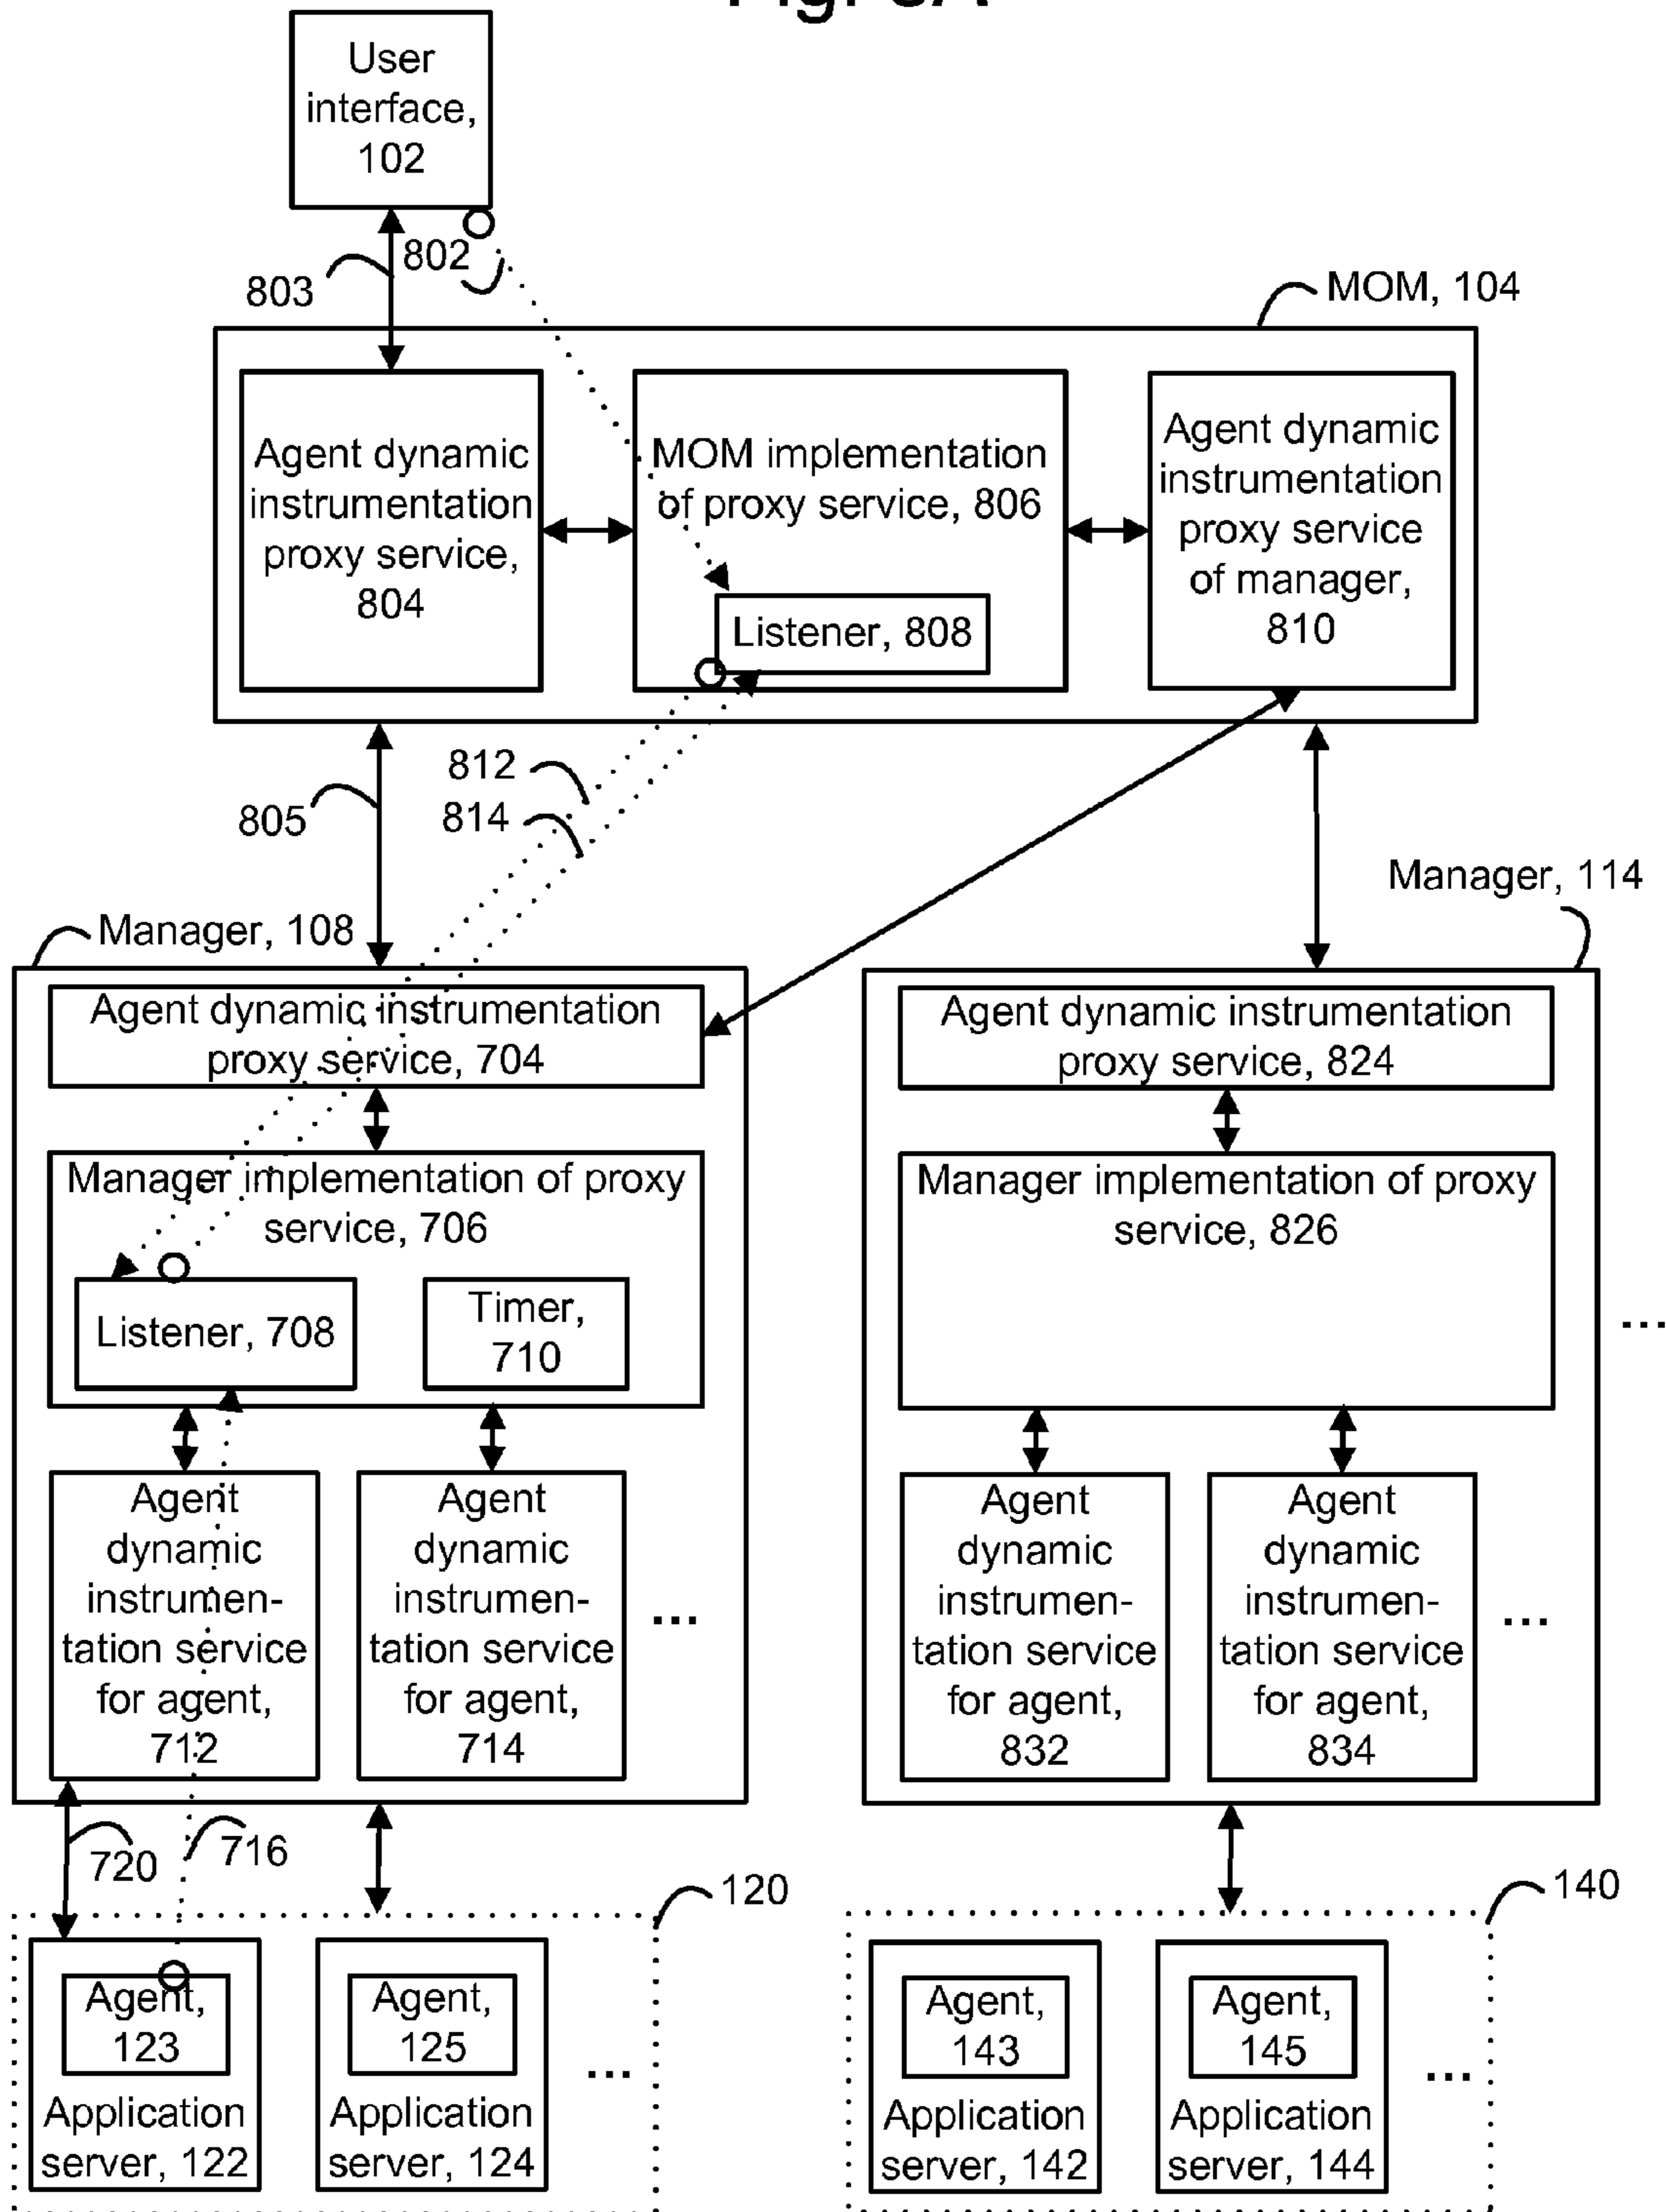 User
interface,
102
802
803
MOM, 104
Agent dynamic
instrumentation
proxy service,
804
MOM implementation
of proxy service, 806
Listener, 808
Agent dynamic
instrumentation
proxy service
of manager,
810
812
814
805
Manager, 108
Manager, 114
Agent dynamic instrumentation
proxy service, 704
Manager implementation of proxy
service, 706
Listener, 708
Timer,
710
Agent
dynamic
instrumen-
tation service
for agent,
712
Agent
dynamic
instrumen-
tation service
for agent,
714
...
Agent dynamic instrumentation
proxy service, 824
Manager implementation of proxy
service, 826
...
Agent
dynamic
instrumen-
tation service
for agent,
832
Agent
dynamic
instrumen-
tation service
for agent,
834
...
720
716
120
140
Agent,
123
Application
server, 122
Agent,
125
Application
server, 124
...
Agent,
143
Application
server, 142
Agent,
145
Application
server, 144
...